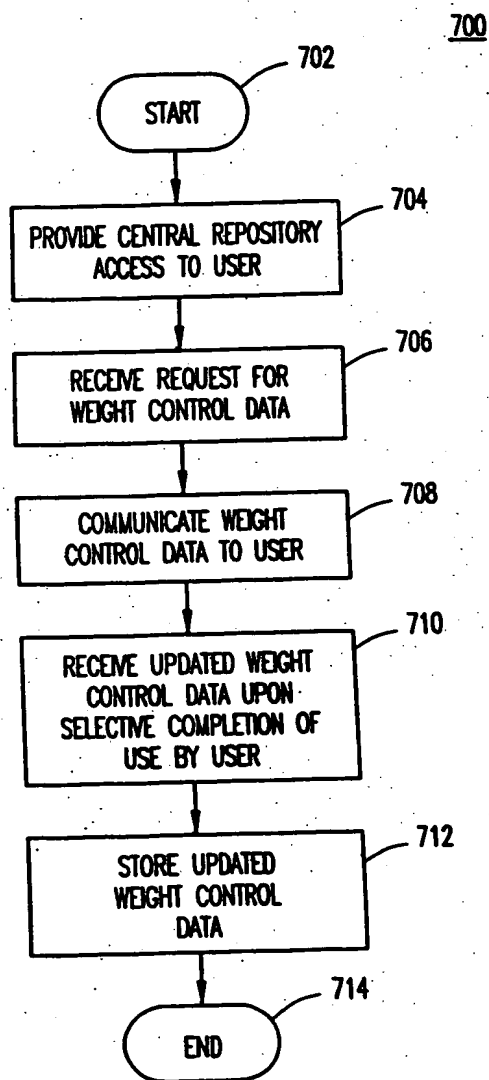 700
702
START
704
PROVIDE CENTRAL REPOSITORY
ACCESS TO USER
706
RECEIVE REQUEST FOR
WEIGHT CONTROL DATA
708
COMMUNICATE WEIGHT
CONTROL DATA TO USER
710
RECEIVE UPDATED WEIGHT
CONTROL DATA UPON
SELECTIVE COMPLETION OF
USE BY USER
712
STORE UPDATED
WEIGHT CONTROL
DATA
714
END